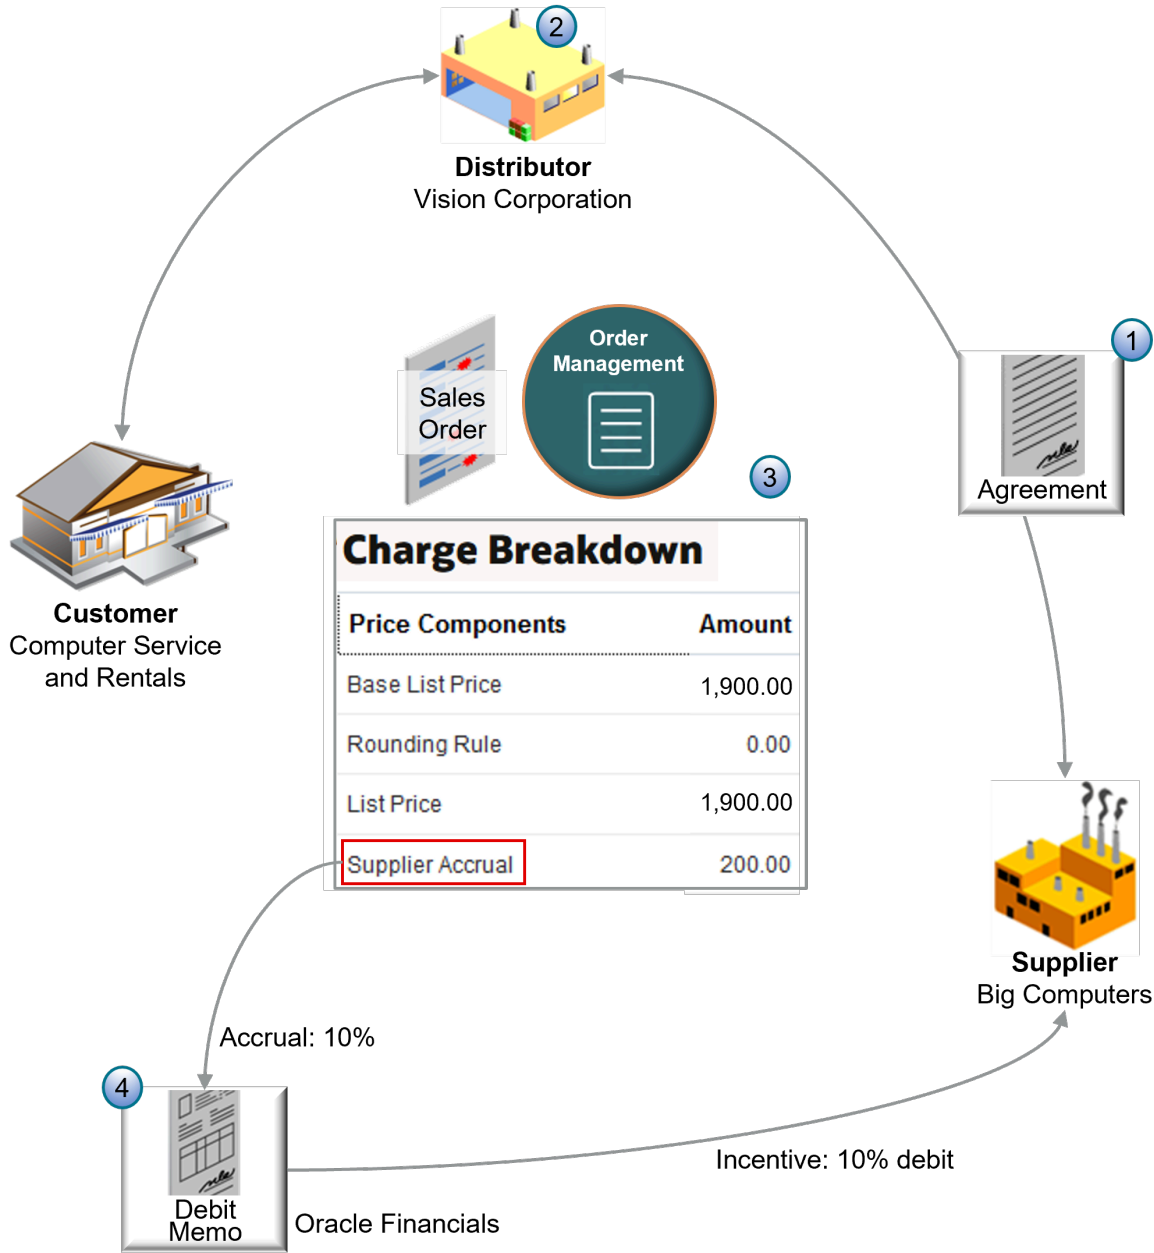 2
Distributor
Vision Corporation
1
Agreement
Sales
Order
Order
Management
3
Customer
Computer Service
and Rentals
Charge Breakdown
Price Components Amount
Base List Price 1,900.00
Rounding Rule 0.00
List Price 1,900.00
Supplier Accrual 200.00
Supplier
Big Computers
Accrual: 10%
4
Debit
Memo
Oracle Financials
Incentive: 10% debit